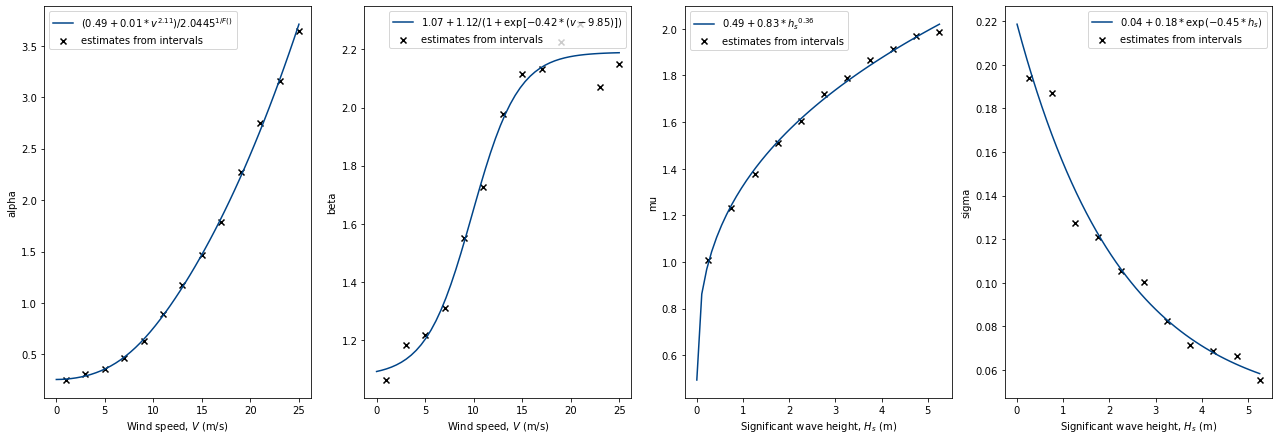 (0.49 + 0.01 * v^2.11)/2.0445^1/F()
estimates from intervals
alpha
3.5
3.0
2.5
2.0
1.5
1.0
0.5
0 5 10 15 20 25
Wind speed, V (m/s)
1.07 + 1.12/(1 + exp[−0.42 * (v − 9.85)])
estimates from intervals
beta
2.2
2.0
1.8
1.6
1.4
1.2
0 5 10 15 20 25
Wind speed, V (m/s)
0.49 + 0.83 * h_s^0.36
estimates from intervals
mu
2.0
1.8
1.6
1.4
1.2
1.0
0.8
0.6
0 1 2 3 4 5
Significant wave height, H_s (m)
0.04 + 0.18 * exp(−0.45 * h_s)
estimates from intervals
sigma
0.22
0.20
0.18
0.16
0.14
0.12
0.10
0.08
0.06
0 1 2 3 4 5
Significant wave height, H_s (m)